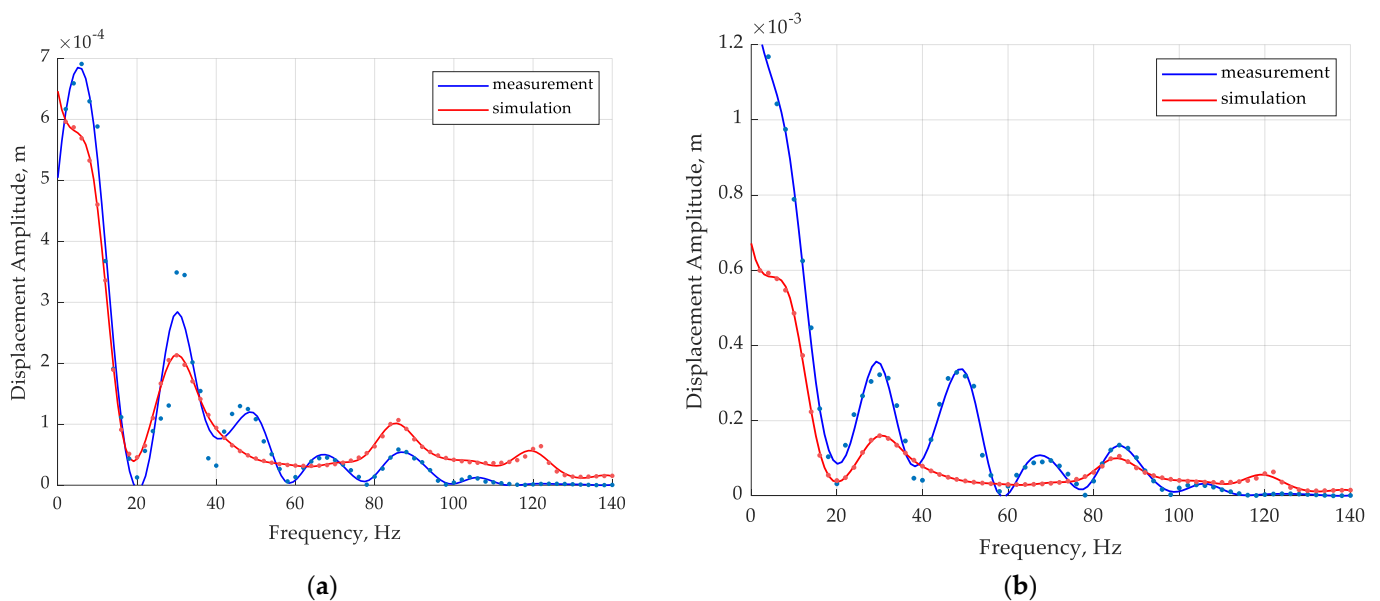 ×10-4
7
6
5
4
3
2
1
0
0 20 40 60 80 100 120 140
Displacement Amplitude, m
Frequency, Hz
measurement
simulation
(a)
×10-3
1.2
1
0.8
0.6
0.4
0.2
0
0 20 40 60 80 100 120 140
Displacement Amplitude, m
Frequency, Hz
measurement
simulation
(b)